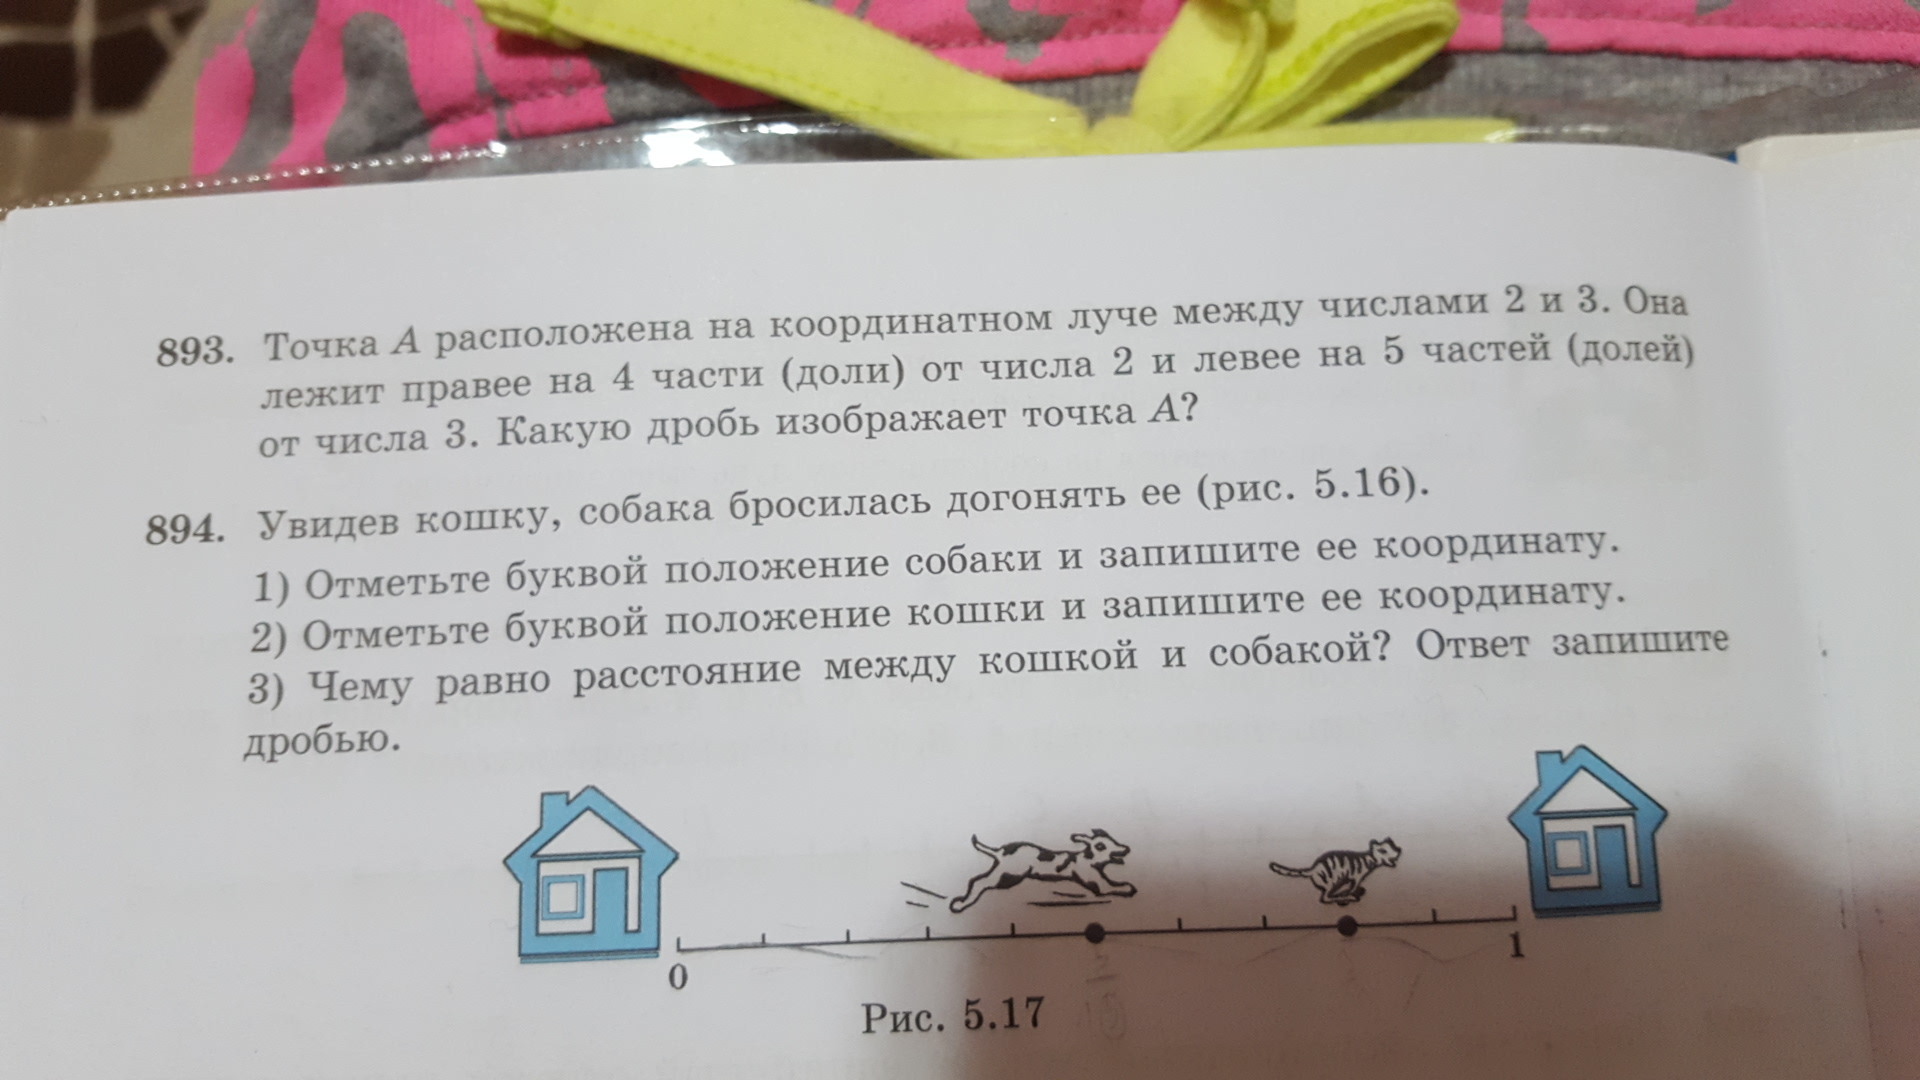 893. Точка A расположена на координатном луче между числами 2 и 3. Она
лежит правее на 4 части (доли) от числа 2 и левее на 5 частей (долей)
от числа 3. Какую дробь изображает точка A?
894. Увидев кошку, собака бросилась догонять ее (рис. 5.16).
1) Отметьте буквой положение собаки и запишите ее координату.
2) Отметьте буквой положение кошки и запишите ее координату.
3) Чему равно расстояние между кошкой и собакой? Ответ запишите
дробью.
0 1
Рис. 5.17